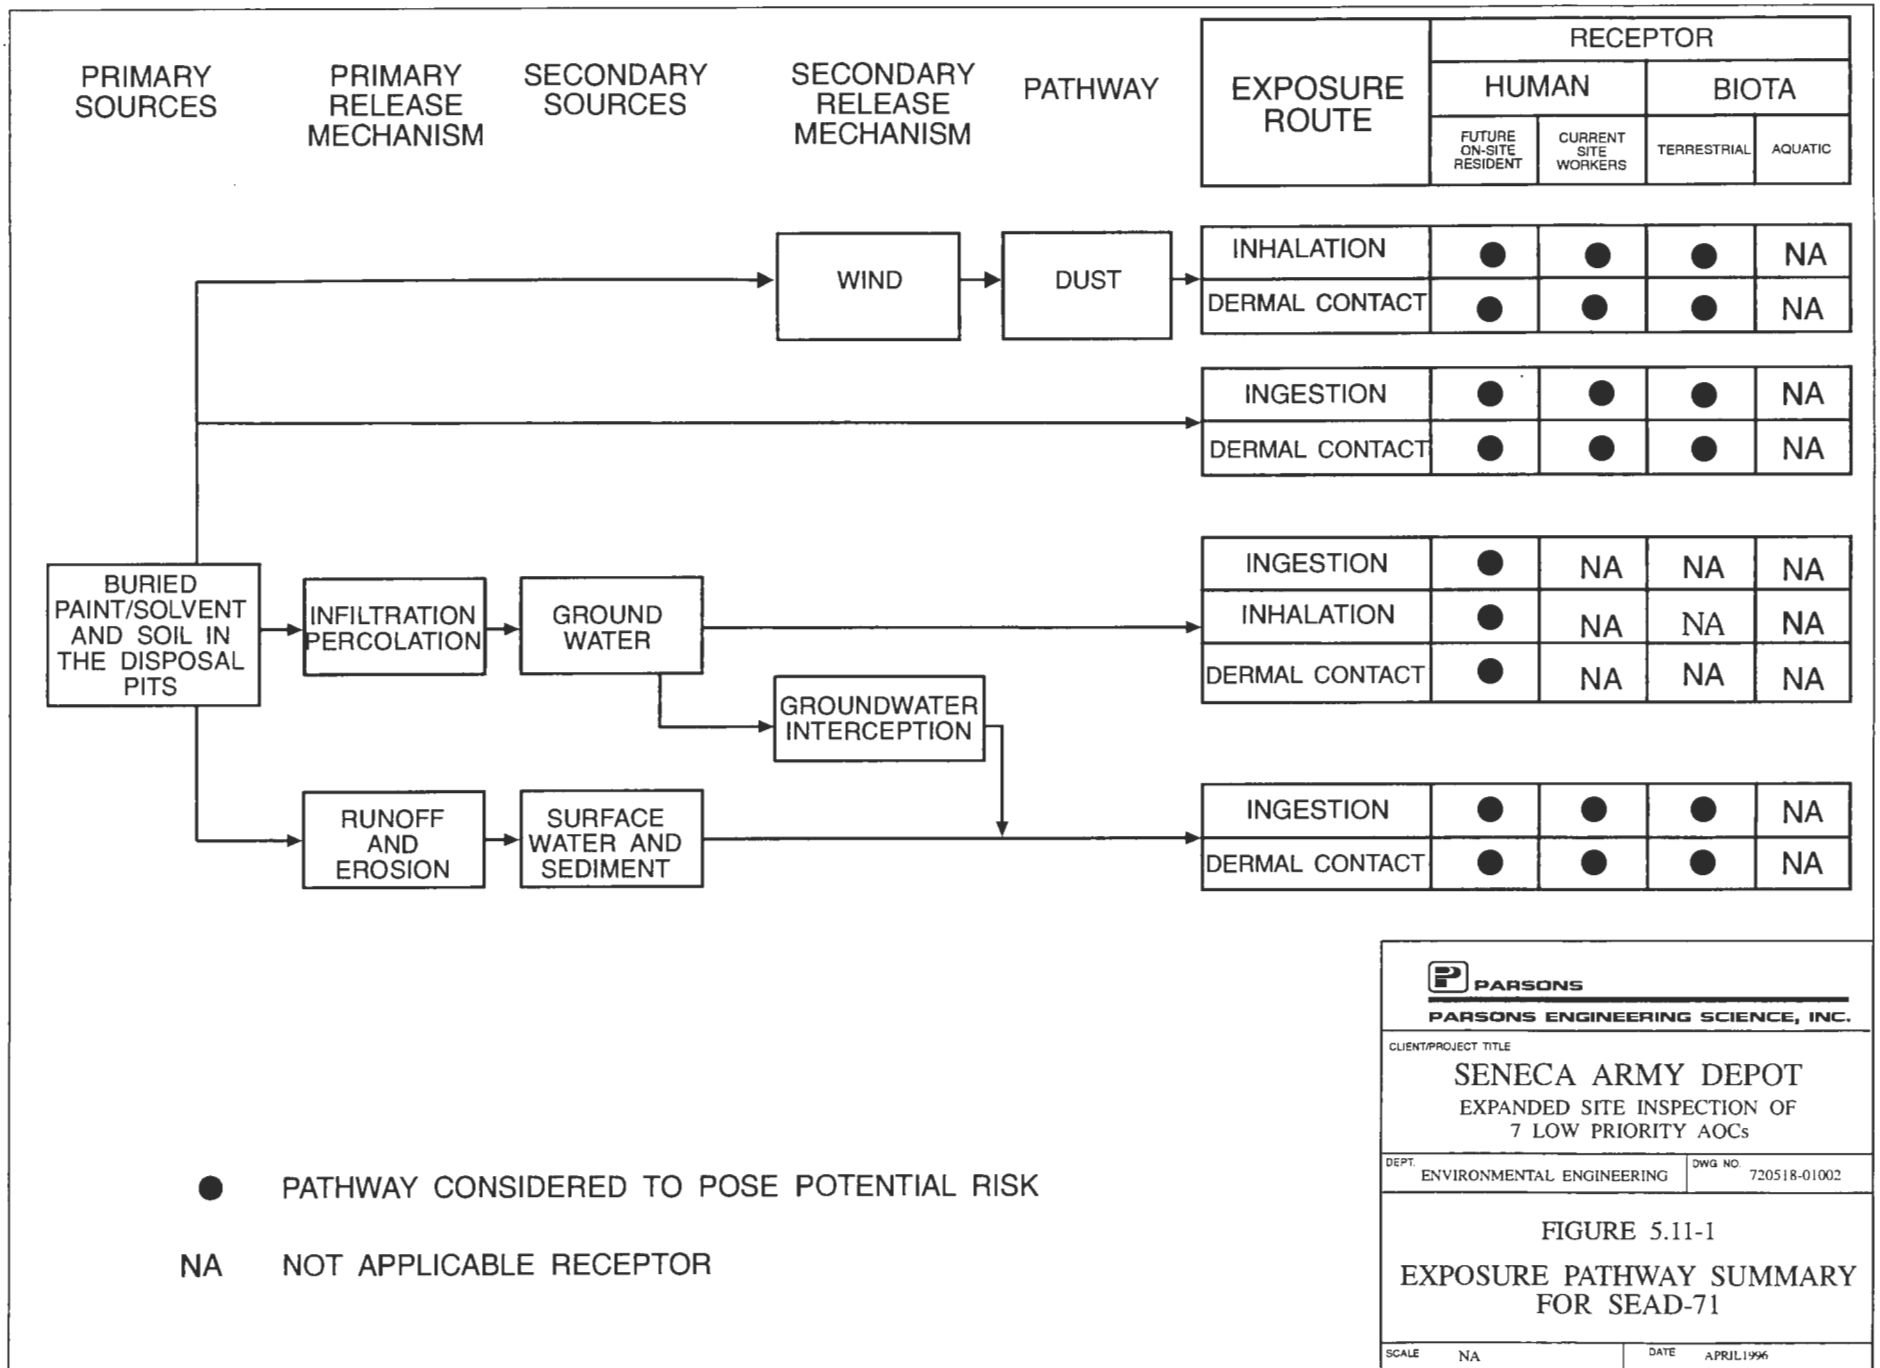 PRIMARY
SOURCES
PRIMARY
RELEASE
MECHANISM
SECONDARY
SOURCES
SECONDARY
RELEASE
MECHANISM
PATHWAY
EXPOSURE
ROUTE
RECEPTOR
HUMAN
BIOTA
FUTURE
ON-SITE
RESIDENT
CURRENT
SITE
WORKERS
TERRESTRIAL
AQUATIC
WIND
DUST
INHALATION
NA
DERMAL CONTACT
NA
INGESTION
NA
DERMAL CONTACT
NA
BURIED
PAINT/SOLVENT
AND SOIL IN
THE DISPOSAL
PITS
INFILTRATION
PERCOLATION
GROUND
WATER
INGESTION
NA NA NA
INHALATION
NA NA NA
DERMAL CONTACT
NA NA NA
GROUNDWATER
INTERCEPTION
RUNOFF
AND
EROSION
SURFACE
WATER AND
SEDIMENT
INGESTION
NA
DERMAL CONTACT
NA
PATHWAY CONSIDERED TO POSE POTENTIAL RISK
NA NOT APPLICABLE RECEPTOR
P PARSONS
PARSONS ENGINEERING SCIENCE, INC.
CLIENT/PROJECT TITLE
SENECA ARMY DEPOT
EXPANDED SITE INSPECTION OF
7 LOW PRIORITY AOCs
DEPT. ENVIRONMENTAL ENGINEERING
DWG NO. 720518-01002
FIGURE 5.11-1
EXPOSURE PATHWAY SUMMARY
FOR SEAD-71
SCALE NA
DATE APRIL 1996